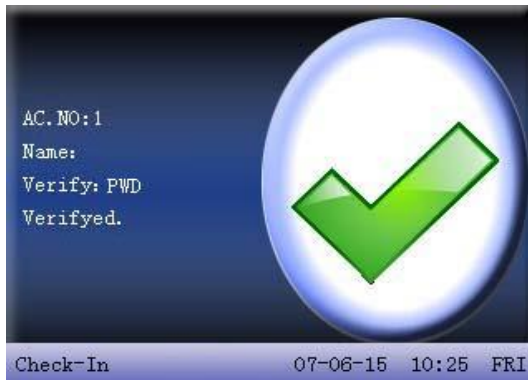 AC.NO:1
Name:
Verify: PWD
Verifyed.
Check-In 07-06-15 10:25 FRI